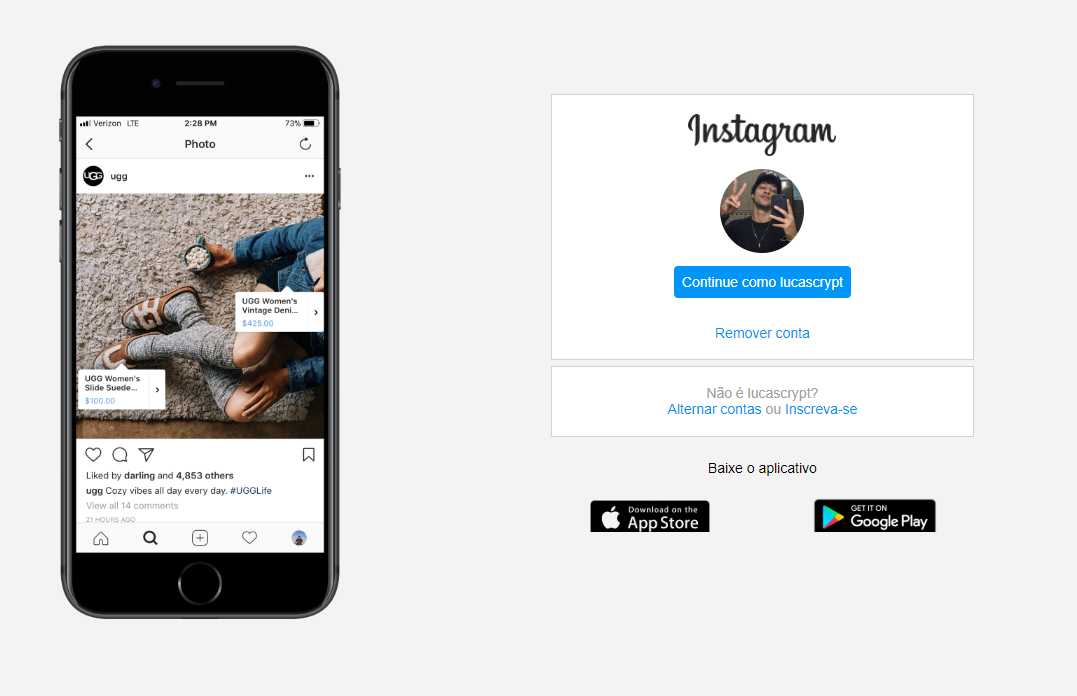 Verizon LTE 2:28 PM 73%
Photo
UGG ugg
UGG Women's
Vintage Deni...
$425.00
UGG Women's
Slide Suede...
$100.00
Liked by darling and 4,853 others
ugg Cozy vibes all day every day. #UGGLife
View all 14 comments
21 HOURS AGO
Instagram
Continue como lucascrypt
Remover conta
Não é lucascrypt?
Alternar contas ou Inscreva-se
Baixe o aplicativo
Download on the
App Store
GET IT ON
Google Play